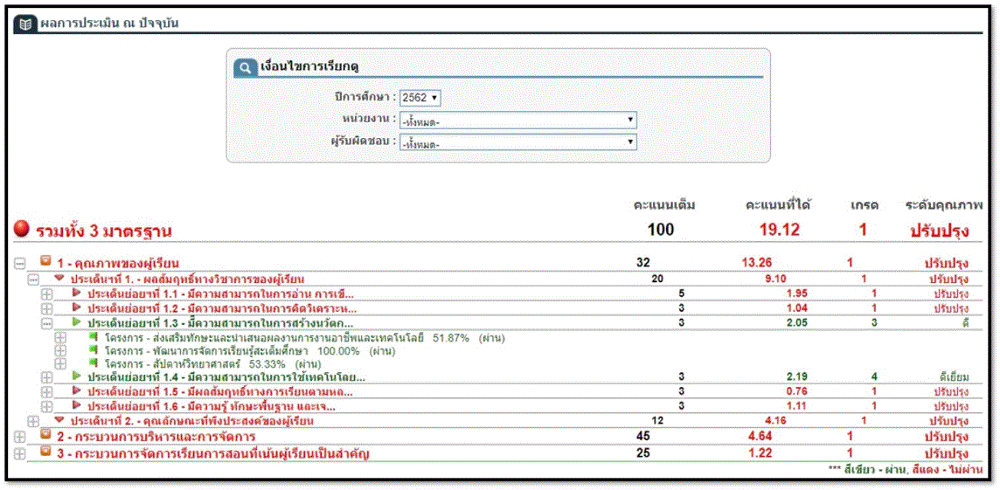 ผลการประเมิน ณ ปัจจุบัน
เงื่อนไขการเรียกดู
ปีการศึกษา : 2562
หน่วยงาน : -ทั้งหมด-
ผู้รับผิดชอบ : -ทั้งหมด-
คะแนนเต็ม คะแนนที่ได้ เกรด ระดับคุณภาพ
รวมทั้ง 3 มาตรฐาน 100 19.12 1 ปรับปรุง
1 - คุณภาพของผู้เรียน 32 13.26 1 ปรับปรุง
ประเด็นฯที่ 1. - ผลสัมฤทธิ์ทางวิชาการของผู้เรียน 20 9.10 1 ปรับปรุง
ประเด็นย่อยฯที่ 1.1 - มีความสามารถในการอ่าน การเขี... 5 1.95 1 ปรับปรุง
ประเด็นย่อยฯที่ 1.2 - มีความสามารถในการคิดวิเคราะห... 3 1.04 1 ปรับปรุง
ประเด็นย่อยฯที่ 1.3 - มีความสามารถในการสร้างนวัตก... 3 2.05 3 ดี
โครงการ - ส่งเสริมทักษะและนำเสนอผลงานการงานอาชีพและเทคโนโลยี 51.87% (ผ่าน)
โครงการ - พัฒนาการจัดการเรียนรู้สะเต็มศึกษา 100.00% (ผ่าน)
โครงการ - สัปดาห์วิทยาศาสตร์ 53.33% (ผ่าน)
ประเด็นย่อยฯที่ 1.4 - มีความสามารถในการใช้เทคโนโลย... 3 2.19 4 ดีเยี่ยม
ประเด็นย่อยฯที่ 1.5 - มีผลสัมฤทธิ์ทางการเรียนตามหล... 3 0.76 1 ปรับปรุง
ประเด็นย่อยฯที่ 1.6 - มีความรู้ ทักษะพื้นฐาน และเจ... 3 1.11 1 ปรับปรุง
ประเด็นฯที่ 2. - คุณลักษณะที่พึงประสงค์ของผู้เรียน 12 4.16 1 ปรับปรุง
2 - กระบวนการบริหารและการจัดการ 45 4.64 1 ปรับปรุง
3 - กระบวนการจัดการเรียนการสอนที่เน้นผู้เรียนเป็นสำคัญ 25 1.22 1 ปรับปรุง
*** สีเขียว - ผ่าน, สีแดง - ไม่ผ่าน